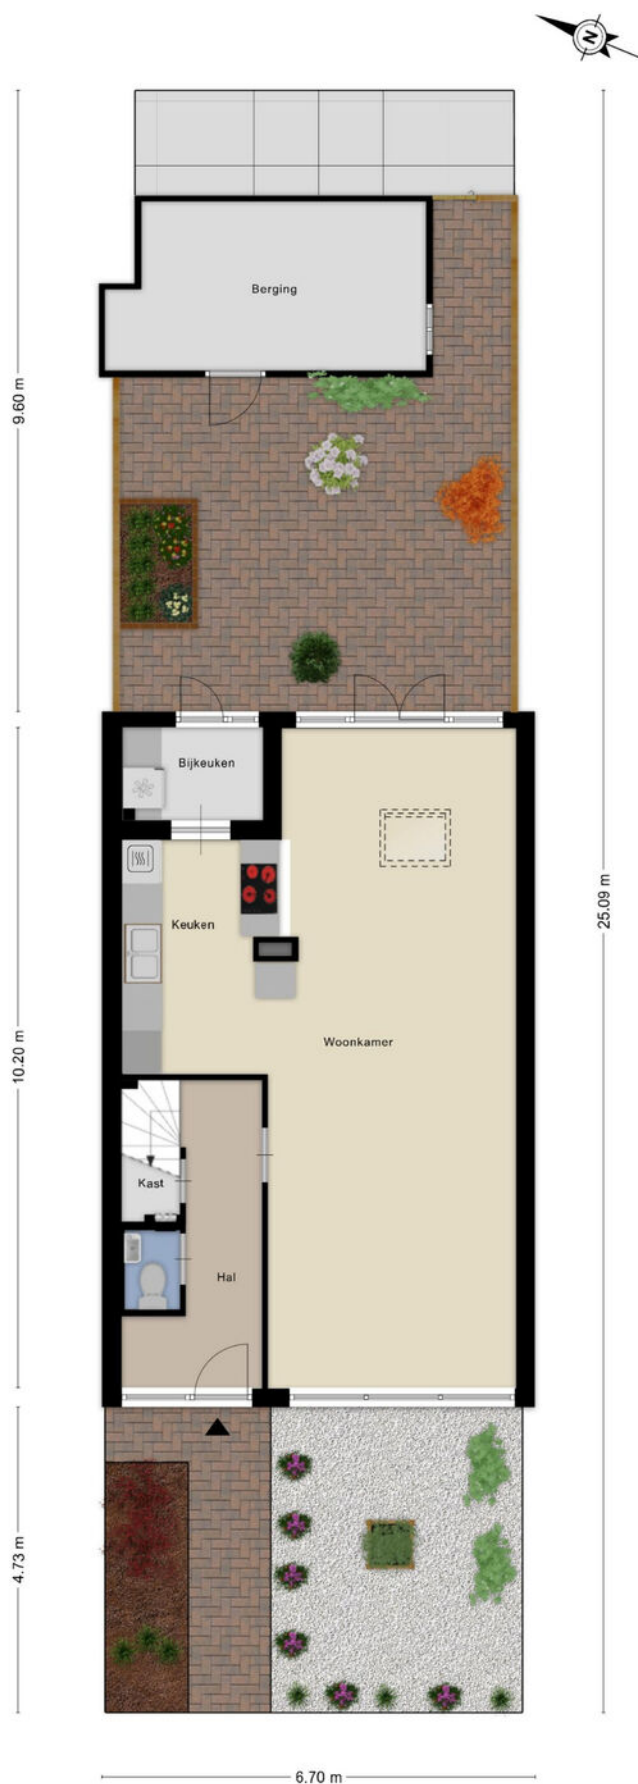 N
Berging
9.60 m
Bijkeuken
Keuken
25.09 m
Woonkamer
10.20 m
Kast
Hal
4.73 m
6.70 m